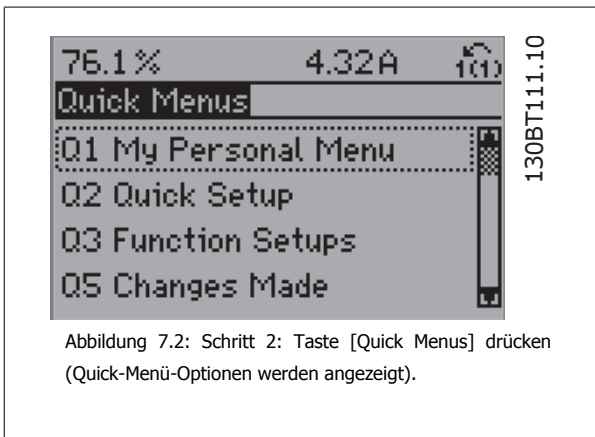 76.1% 4.32A 1(1)
Quick Menus
Q1 My Personal Menu
Q2 Quick Setup
Q3 Function Setups
Q5 Changes Made
130BT111.10
Abbildung 7.2: Schritt 2: Taste [Quick Menus] drücken
(Quick-Menü-Optionen werden angezeigt).